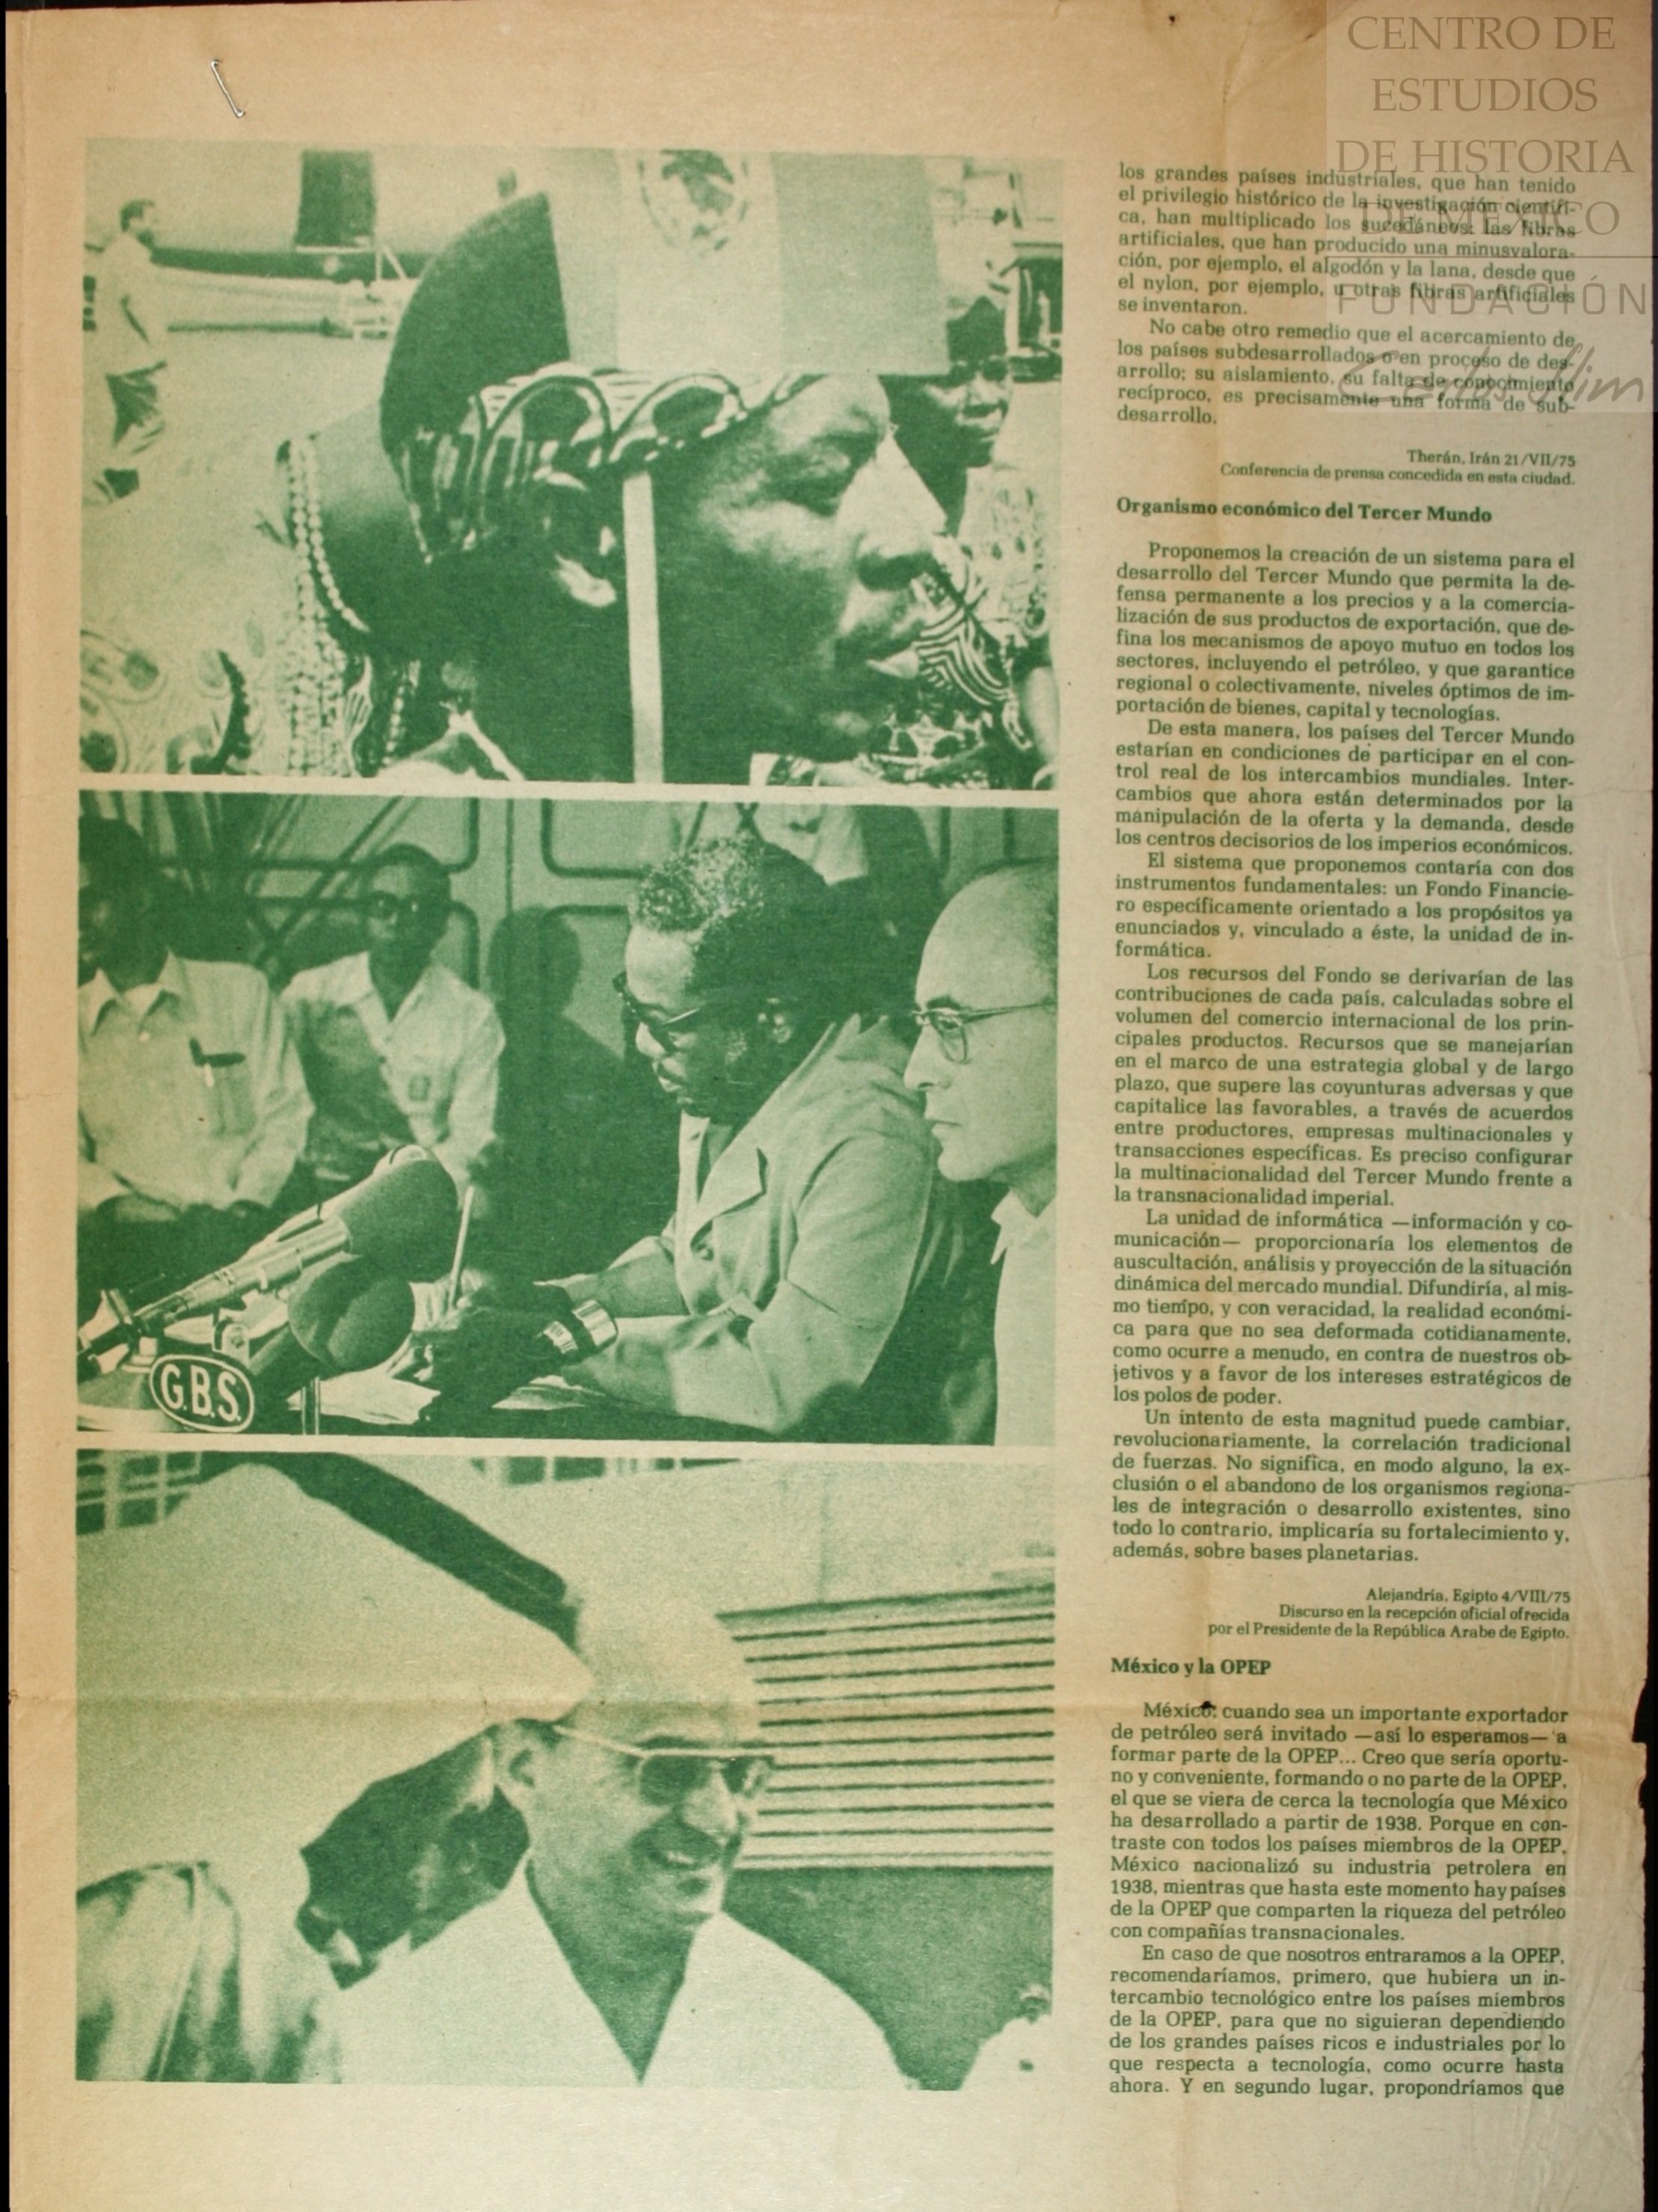 CENTRO DE
ESTUDIOS
DE HISTORIA
DE MÉXICO
FUNDACIÓN
Carlos Slim
los grandes países industriales, que han tenido
el privilegio histórico de la investigación científi-
ca, han multiplicado los sucedáneos: las fibras
artificiales, que han producido una minusvalora-
ción, por ejemplo, el algodón y la lana, desde que
el nylon, por ejemplo, u otras fibras artificiales
se inventaron.
No cabe otro remedio que el acercamiento de
los países subdesarrollados o en proceso de des-
arrollo; su aislamiento, su falta de conocimiento
recíproco, es precisamente una forma de sub-
desarrollo.
Therán, Irán 21/VII/75
Conferencia de prensa concedida en esta ciudad.
Organismo económico del Tercer Mundo
Proponemos la creación de un sistema para el
desarrollo del Tercer Mundo que permita la de-
fensa permanente a los precios y a la comercia-
lización de sus productos de exportación, que de-
fina los mecanismos de apoyo mutuo en todos los
sectores, incluyendo el petróleo, y que garantice
regional o colectivamente, niveles óptimos de im-
portación de bienes, capital y tecnologías.
De esta manera, los países del Tercer Mundo
estarían en condiciones de participar en el con-
trol real de los intercambios mundiales. Inter-
cambios que ahora están determinados por la
manipulación de la oferta y la demanda, desde
los centros decisorios de los imperios económicos.
El sistema que proponemos contaría con dos
instrumentos fundamentales: un Fondo Financie-
ro específicamente orientado a los propósitos ya
enunciados y, vinculado a éste, la unidad de in-
formática.
Los recursos del Fondo se derivarían de las
contribuciones de cada país, calculadas sobre el
volumen del comercio internacional de los prin-
cipales productos. Recursos que se manejarían
en el marco de una estrategia global y de largo
plazo, que supere las coyunturas adversas y que
capitalice las favorables, a través de acuerdos
entre productores, empresas multinacionales y
transacciones específicas. Es preciso configurar
la multinacionalidad del Tercer Mundo frente a
la transnacionalidad imperial.
La unidad de informática —información y co-
municación— proporcionaría los elementos de
auscultación, análisis y proyección de la situación
dinámica del mercado mundial. Difundiría, al mis-
mo tiempo, y con veracidad, la realidad económi-
ca para que no sea deformada cotidianamente,
como ocurre a menudo, en contra de nuestros ob-
jetivos y a favor de los intereses estratégicos de
los polos de poder.
Un intento de esta magnitud puede cambiar,
revolucionariamente, la correlación tradicional
de fuerzas. No significa, en modo alguno, la ex-
clusión o el abandono de los organismos regiona-
les de integración o desarrollo existentes, sino
todo lo contrario, implicaría su fortalecimiento y,
además, sobre bases planetarias.
Alejandría, Egipto 4/VIII/75
Discurso en la recepción oficial ofrecida
por el Presidente de la República Arabe de Egipto.
México y la OPEP
México; cuando sea un importante exportador
de petróleo será invitado —así lo esperamos— a
formar parte de la OPEP... Creo que sería oportu-
no y conveniente, formando o no parte de la OPEP,
el que se viera de cerca la tecnología que México
ha desarrollado a partir de 1938. Porque en con-
traste con todos los países miembros de la OPEP,
México nacionalizó su industria petrolera en
1938, mientras que hasta este momento hay países
de la OPEP que comparten la riqueza del petróleo
con compañías transnacionales.
En caso de que nosotros entraramos a la OPEP,
recomendaríamos, primero, que hubiera un in-
tercambio tecnológico entre los países miembros
de la OPEP, para que no siguieran dependiendo
de los grandes países ricos e industriales por lo
que respecta a tecnología, como ocurre hasta
ahora. Y en segundo lugar, propondríamos que
G.B.S.